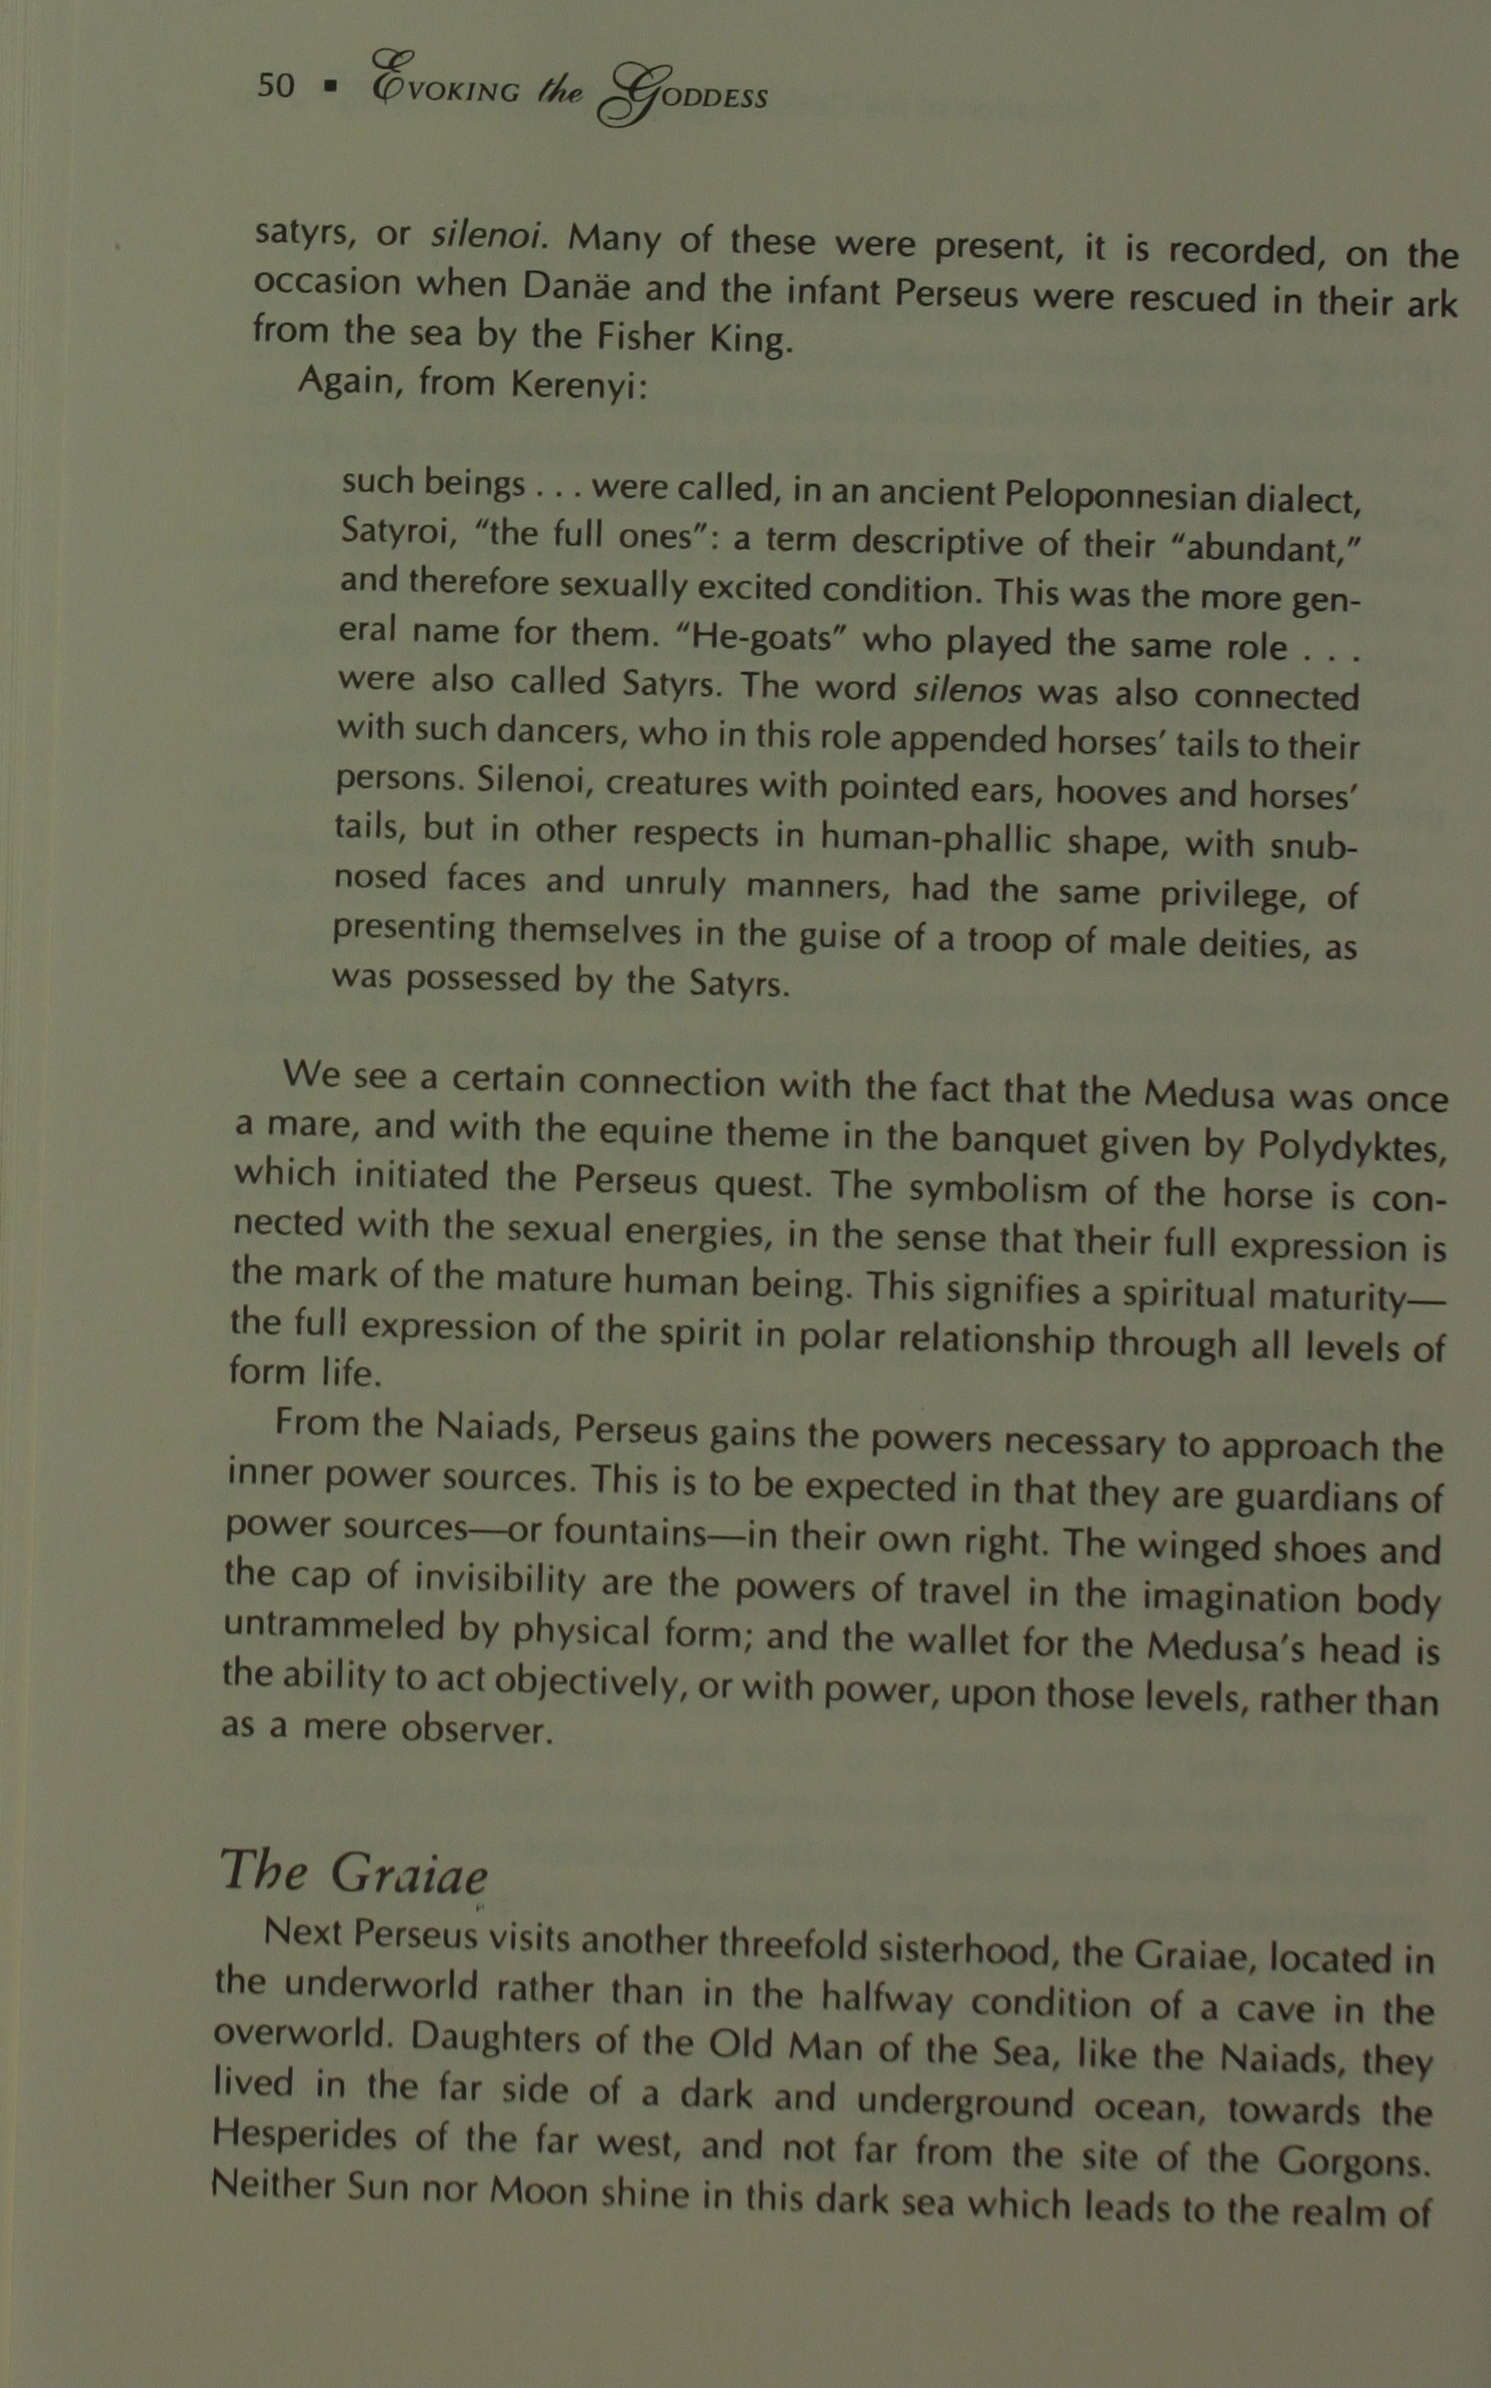 50 ▪ Evoking the Goddess
satyrs, or silenoi. Many of these were present, it is recorded, on the
occasion when Danäe and the infant Perseus were rescued in their ark
from the sea by the Fisher King.
Again, from Kerenyi:
such beings . . . were called, in an ancient Peloponnesian dialect,
Satyroi, “the full ones”: a term descriptive of their “abundant,”
and therefore sexually excited condition. This was the more gen-
eral name for them. “He-goats” who played the same role . . .
were also called Satyrs. The word silenos was also connected
with such dancers, who in this role appended horses’ tails to their
persons. Silenoi, creatures with pointed ears, hooves and horses’
tails, but in other respects in human-phallic shape, with snub-
nosed faces and unruly manners, had the same privilege, of
presenting themselves in the guise of a troop of male deities, as
was possessed by the Satyrs.
We see a certain connection with the fact that the Medusa was once
a mare, and with the equine theme in the banquet given by Polydyktes,
which initiated the Perseus quest. The symbolism of the horse is con-
nected with the sexual energies, in the sense that their full expression is
the mark of the mature human being. This signifies a spiritual maturity—
the full expression of the spirit in polar relationship through all levels of
form life.
From the Naiads, Perseus gains the powers necessary to approach the
inner power sources. This is to be expected in that they are guardians of
power sources—or fountains—in their own right. The winged shoes and
the cap of invisibility are the powers of travel in the imagination body
untrammeled by physical form; and the wallet for the Medusa’s head is
the ability to act objectively, or with power, upon those levels, rather than
as a mere observer.
The Graiae
Next Perseus visits another threefold sisterhood, the Graiae, located in
the underworld rather than in the halfway condition of a cave in the
overworld. Daughters of the Old Man of the Sea, like the Naiads, they
lived in the far side of a dark and underground ocean, towards the
Hesperides of the far west, and not far from the site of the Gorgons.
Neither Sun nor Moon shine in this dark sea which leads to the realm of